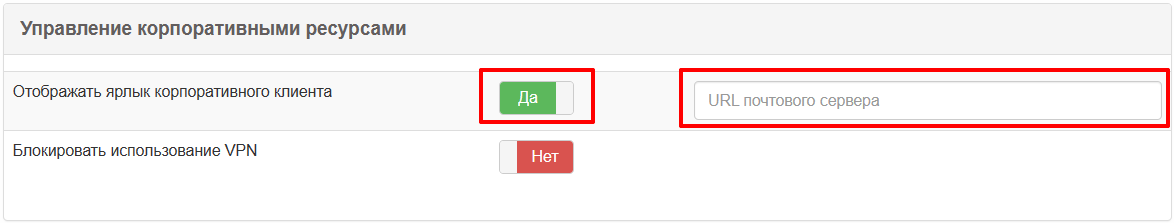 Управление корпоративными ресурсами
Отображать ярлык корпоративного клиента Да URL почтового сервера
Блокировать использование VPN Нет